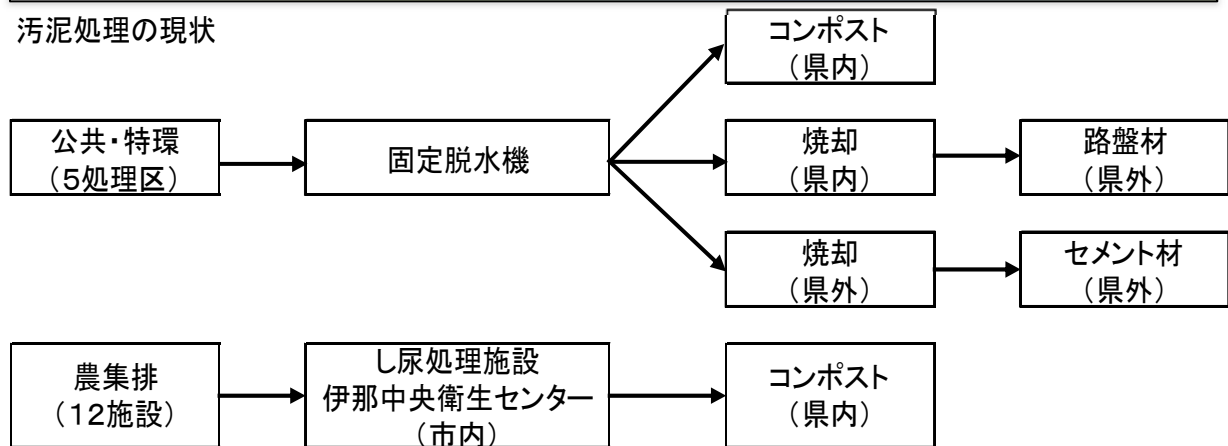 汚泥処理の現状
コンポスト
（県内）
公共・特環
（5処理区）
固定脱水機
焼却
（県内）
路盤材
（県外）
焼却
（県外）
セメント材
（県外）
農集排
（12施設）
し尿処理施設
伊那中央衛生センター
（市内）
コンポスト
（県内）